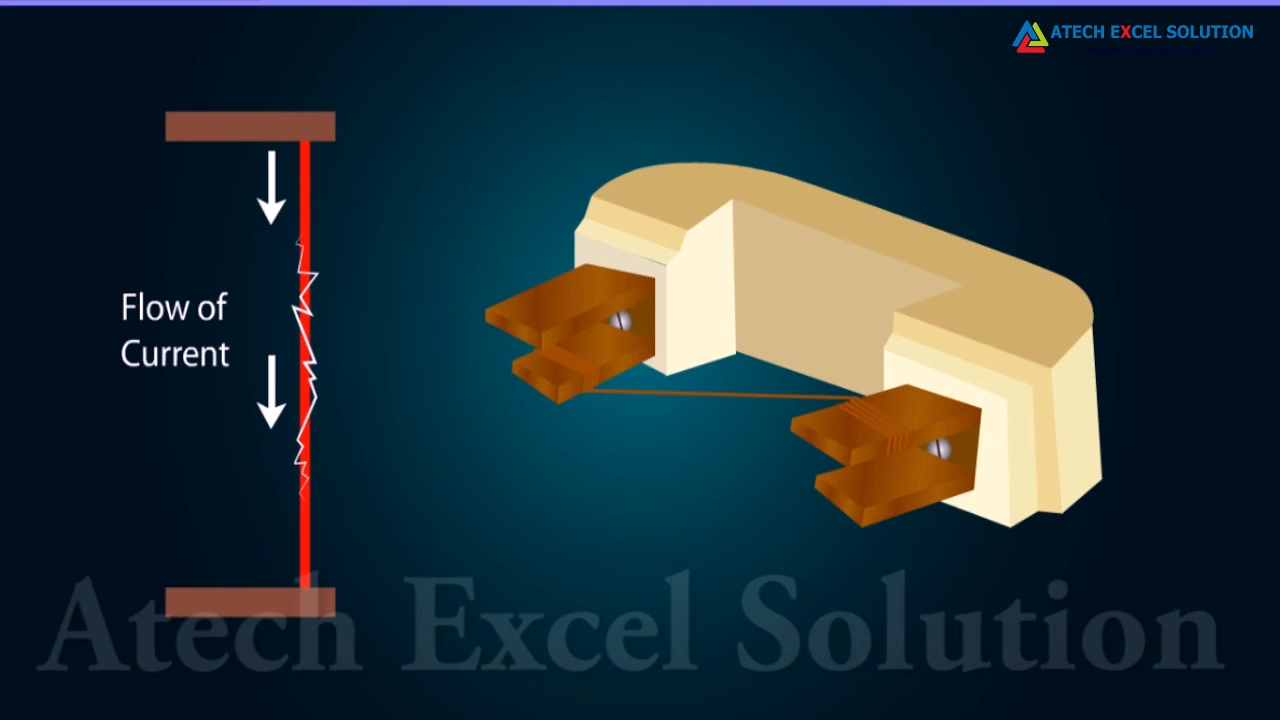 ATECH EXCEL SOLUTION
Flow of
Current
Atech Excel Solution